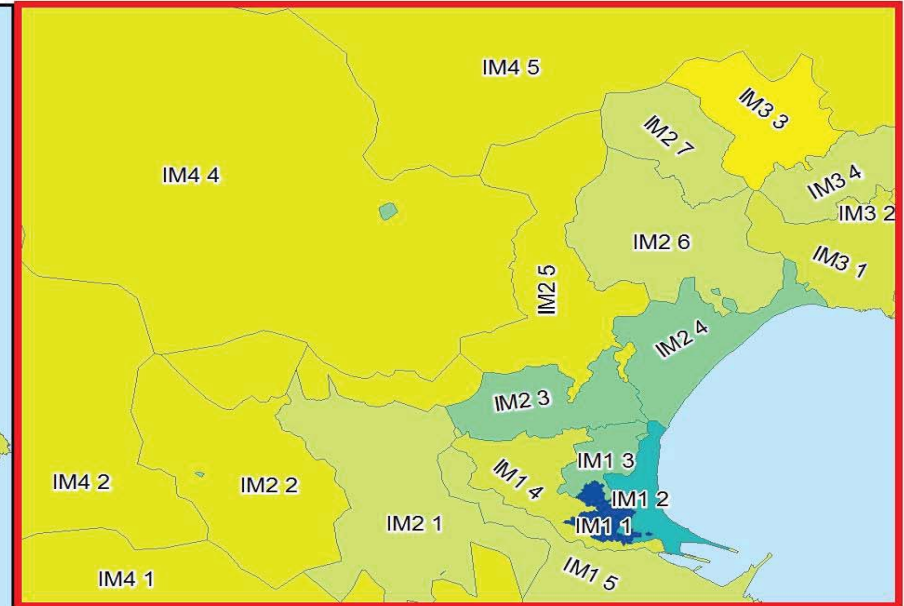 IM4 5
IM3 3
IM2 7
IM4 4
IM3 4
IM3 2
IM2 6
IM3 1
IM2 5
IM2 4
IM2 3
IM1 3
IM1 4
IM4 2
IM2 2
IM1 2
IM2 1
IM1 1
IM4 1
IM1 5